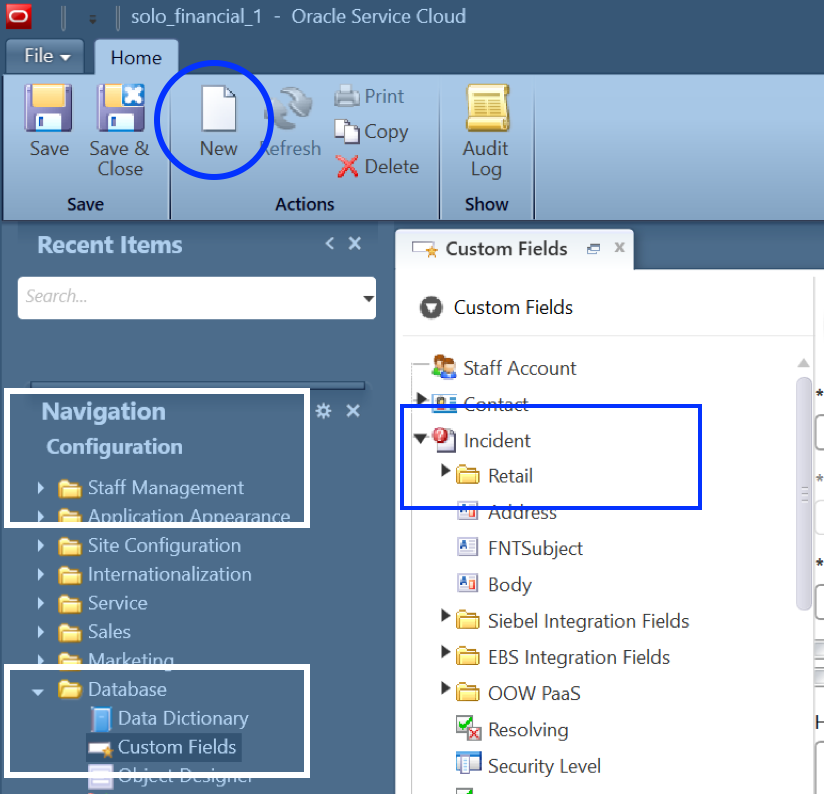 solo_financial_1 - Oracle Service Cloud
File Home
Save
Save & Close
New
Refresh
Print
Copy
Delete
Audit Log
Save
Actions
Show
Recent Items
Search...
Navigation
Configuration
Staff Management
Application Appearance
Site Configuration
Internationalization
Service
Sales
Marketing
Database
Data Dictionary
Custom Fields
Object Designer
Custom Fields
Custom Fields
Staff Account
Contact
Incident
Retail
Address
FNTSubject
Body
Siebel Integration Fields
EBS Integration Fields
OOW PaaS
Resolving
Security Level
*
*
*
H